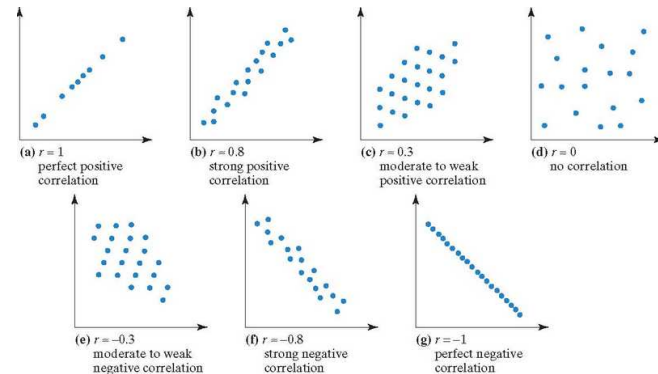 (a) r = 1
perfect positive
correlation
(b) r = 0.8
strong positive
correlation
(c) r = 0.3
moderate to weak
positive correlation
(d) r = 0
no correlation
(e) r = −0.3
moderate to weak
negative correlation
(f) r = −0.8
strong negative
correlation
(g) r = −1
perfect negative
correlation